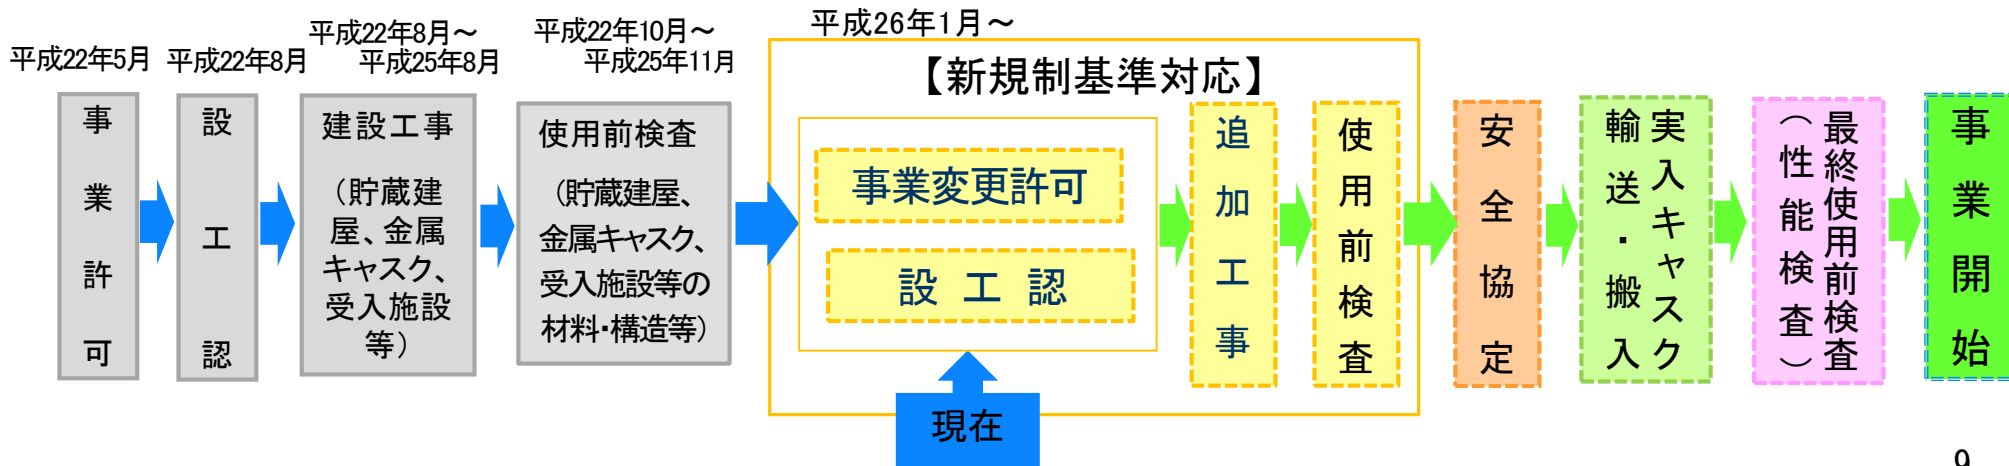 平成22年5月
事業許可
平成22年8月
設工認
平成22年8月～
平成25年8月
建設工事
（貯蔵建
屋、金属
キャスク、
受入施設
等）
平成22年10月～
平成25年11月
使用前検査
（貯蔵建屋、
金属キャスク、
受入施設等の
材料・構造等）
平成26年1月～
【新規制基準対応】
事業変更許可
設工認
現在
追加工事
使用前検査
安全協定
実入キャスク
輸送・搬入
最終使用前検査
（性能検査）
事業開始
9